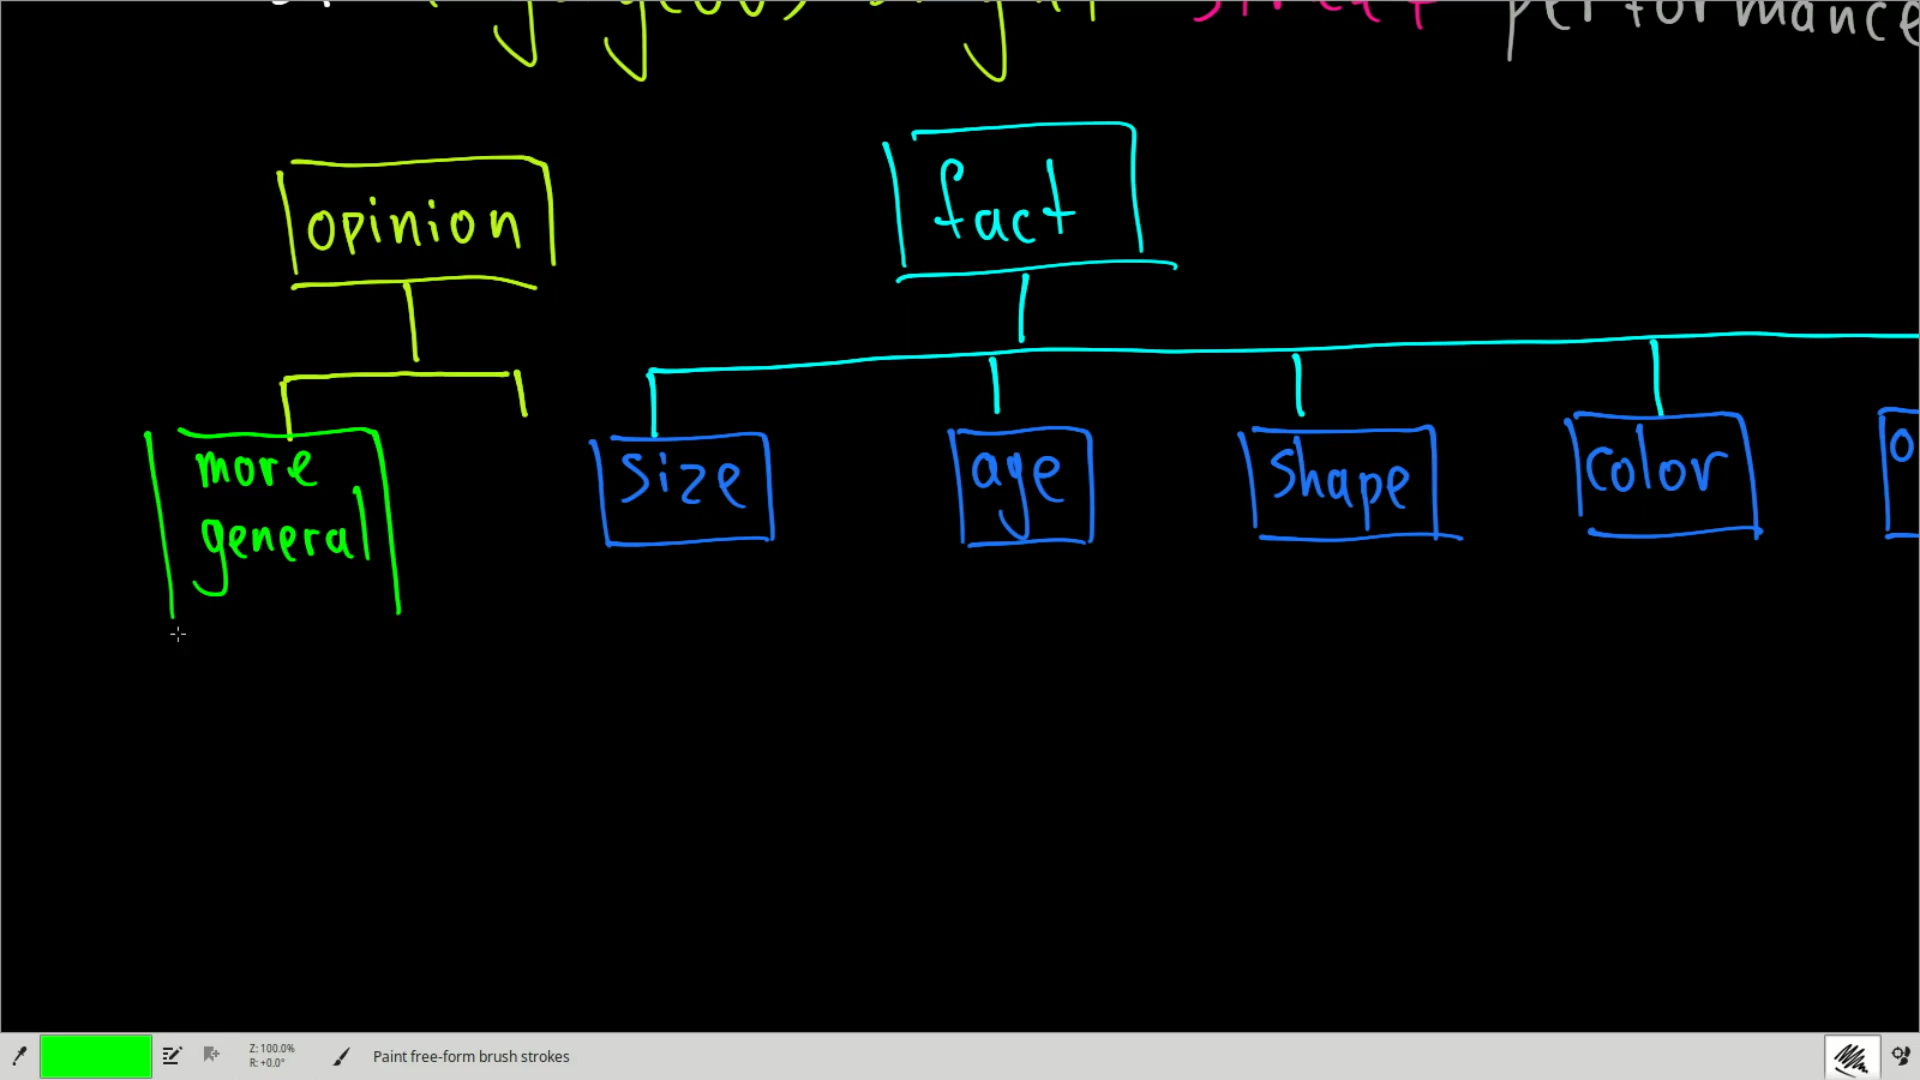 performance
opinion
fact
more
general
size
age
shape
color
Z: 100.0%
R: +0.0°
Paint free-form brush strokes